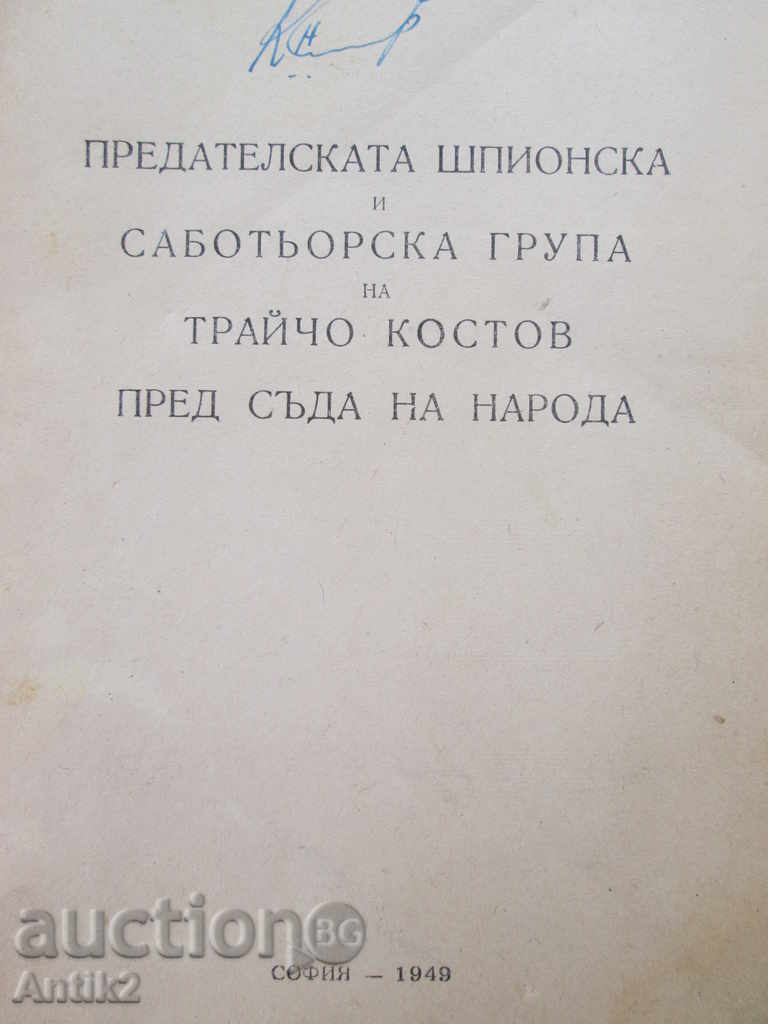 ПРЕДАТЕЛСКАТА ШПИОНСКА
И
САБОТЬОРСКА ГРУПА
НА
ТРАЙЧО КОСТОВ
ПРЕД СЪДА НА НАРОДА
auction BG
СОФИЯ — 1949
Antik2